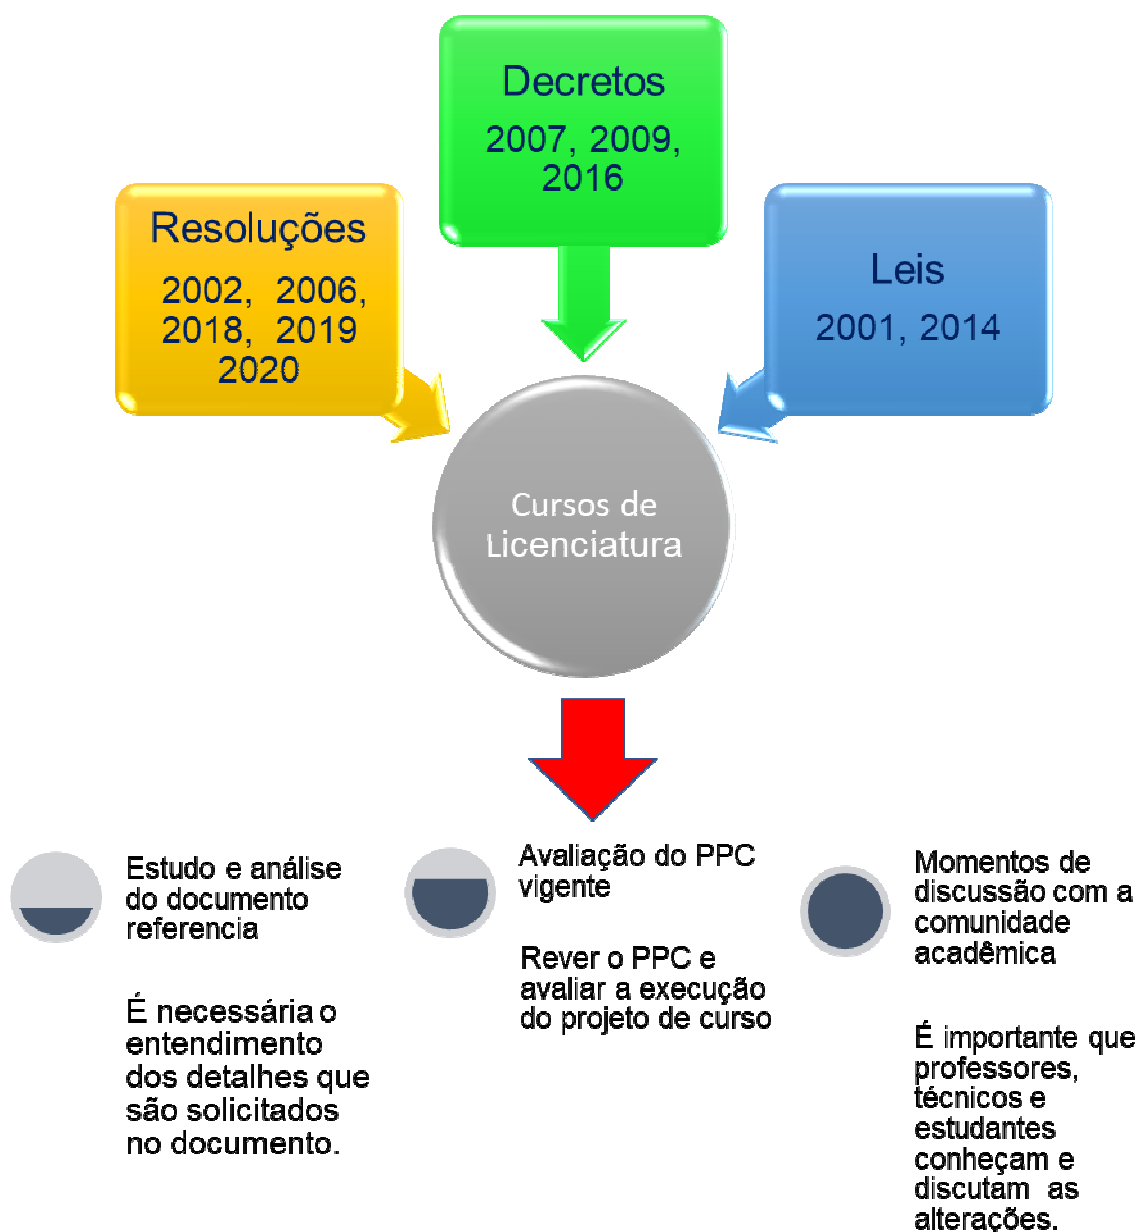 Decretos
2007, 2009,
2016
Resoluções
2002, 2006,
2018, 2019
2020
Leis
2001, 2014
Cursos de
Licenciatura
Estudo e análise
do documento
referencia
É necessária o
entendimento
dos detalhes que
são solicitados
no documento.
Avaliação do PPC
vigente
Rever o PPC e
avaliar a execução
do projeto de curso
Momentos de
discussão com a
comunidade
acadêmica
É importante que
professores,
técnicos e
estudantes
conheçam e
discutam as
alterações.